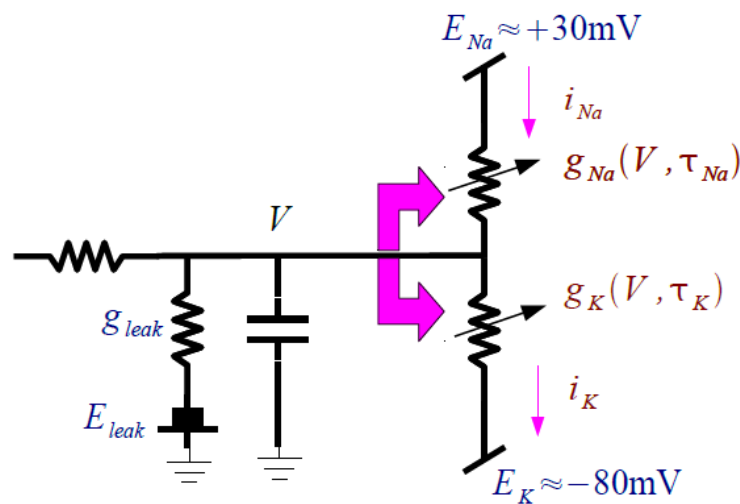 E_Na ≈ +30mV
i_Na
g_Na(V, τ_Na)
V
g_leak
g_K(V, τ_K)
E_leak
i_K
E_K ≈ −80mV